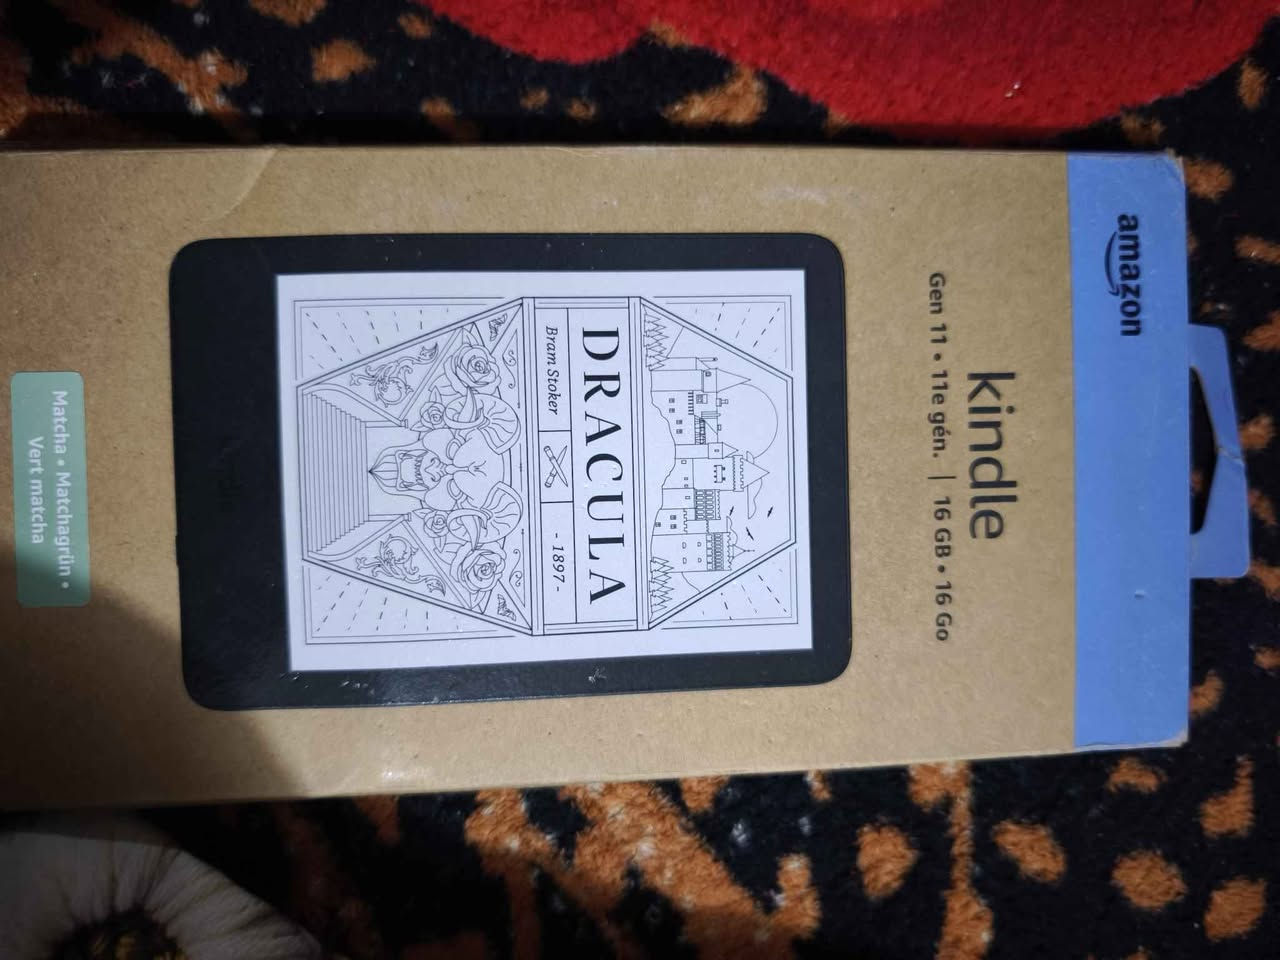 amazon
kindle
Gen 11 • 11e gén. | 16 GB • 16 Go
DRACULA
Bram Stoker
- 1897 -
Matcha • Matchagrün •
Vert matcha